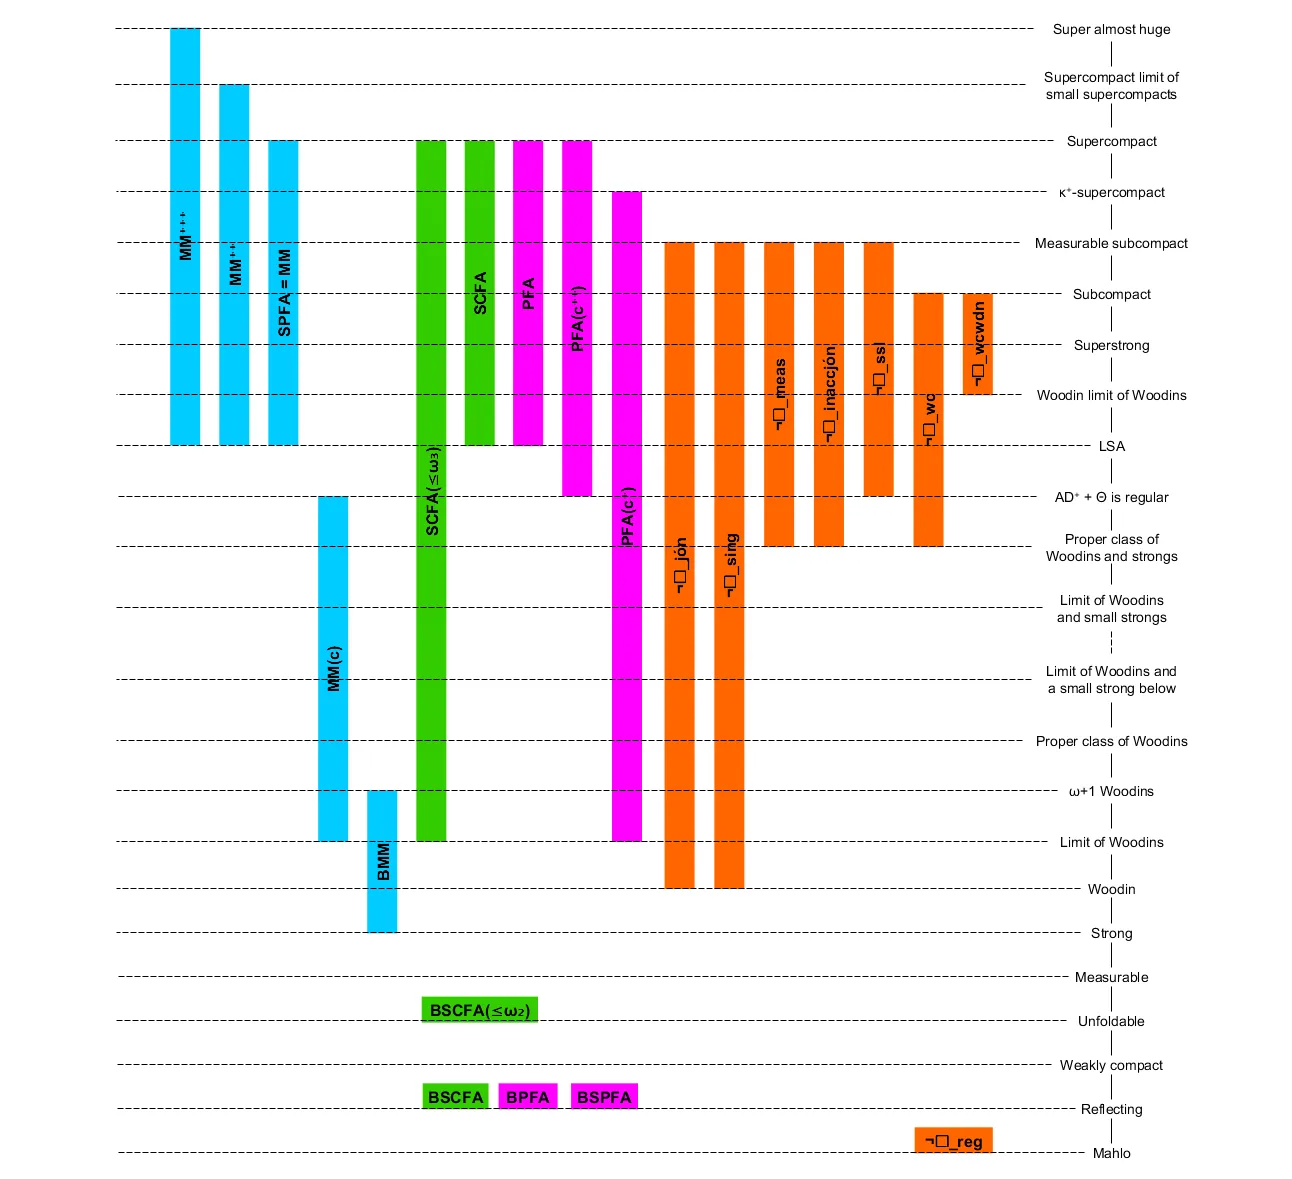 Super almost huge
Supercompact limit of
small supercompacts
Supercompact
κ⁺-supercompact
Measurable subcompact
Subcompact
Superstrong
Woodin limit of Woodins
LSA
AD⁺ + Θ is regular
Proper class of
Woodins and strongs
Limit of Woodins
and small strongs
Limit of Woodins and
a small strong below
Proper class of Woodins
ω+1 Woodins
Limit of Woodins
Woodin
Strong
Measurable
Unfoldable
Weakly compact
Reflecting
Mahlo
MM⁺⁺⁺
MM⁺⁺
SPFA = MM
MM(c)
BMM
SCFA(≤ω₃)
SCFA
PFA
PFA(c⁺⁺)
PFA(c⁺)
¬□_jón
¬□_sing
¬□_meas
¬□_inaccjón
¬□_ssl
¬□_wc
¬□_wcwdn
BSCFA(≤ω₂)
BSCFA
BPFA
BSPFA
¬□_reg